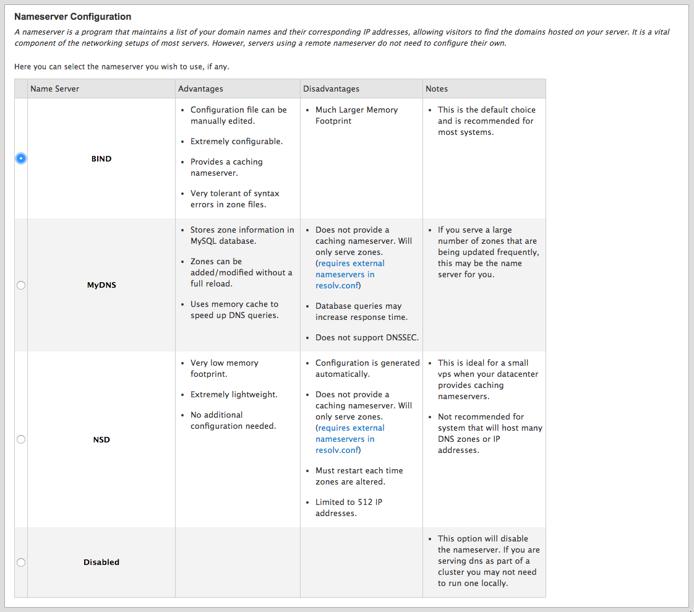 Nameserver Configuration
A nameserver is a program that maintains a list of your domain names and their corresponding IP addresses, allowing visitors to find the domains hosted on your server. It is a vital
component of the networking setups of most servers. However, servers using a remote nameserver do not need to configure their own.
Here you can select the nameserver you wish to use, if any.
Name Server
Advantages
Disadvantages
Notes
BIND
• Configuration file can be
manually edited.
• Extremely configurable.
• Provides a caching
nameserver.
• Very tolerant of syntax
errors in zone files.
• Much Larger Memory
Footprint
• This is the default choice
and is recommended for
most systems.
MyDNS
• Stores zone information in
MySQL database.
• Zones can be
added/modified without a
full reload.
• Uses memory cache to
speed up DNS queries.
• Does not provide a
caching nameserver. Will
only serve zones.
(requires external
nameservers in
resolv.conf)
• Database queries may
increase response time.
• Does not support DNSSEC.
• If you serve a large
number of zones that are
being updated frequently,
this may be the name
server for you.
NSD
• Very low memory
footprint.
• Extremely lightweight.
• No additional
configuration needed.
• Configuration is generated
automatically.
• Does not provide a
caching nameserver. Will
only serve zones.
(requires external
nameservers in
resolv.conf)
• Must restart each time
zones are altered.
• Limited to 512 IP
addresses.
• This is ideal for a small
vps when your datacenter
provides caching
nameservers.
• Not recommended for
system that will host many
DNS zones or IP
addresses.
Disabled
• This option will disable
the nameserver. If you are
serving dns as part of a
cluster you may not need
to run one locally.